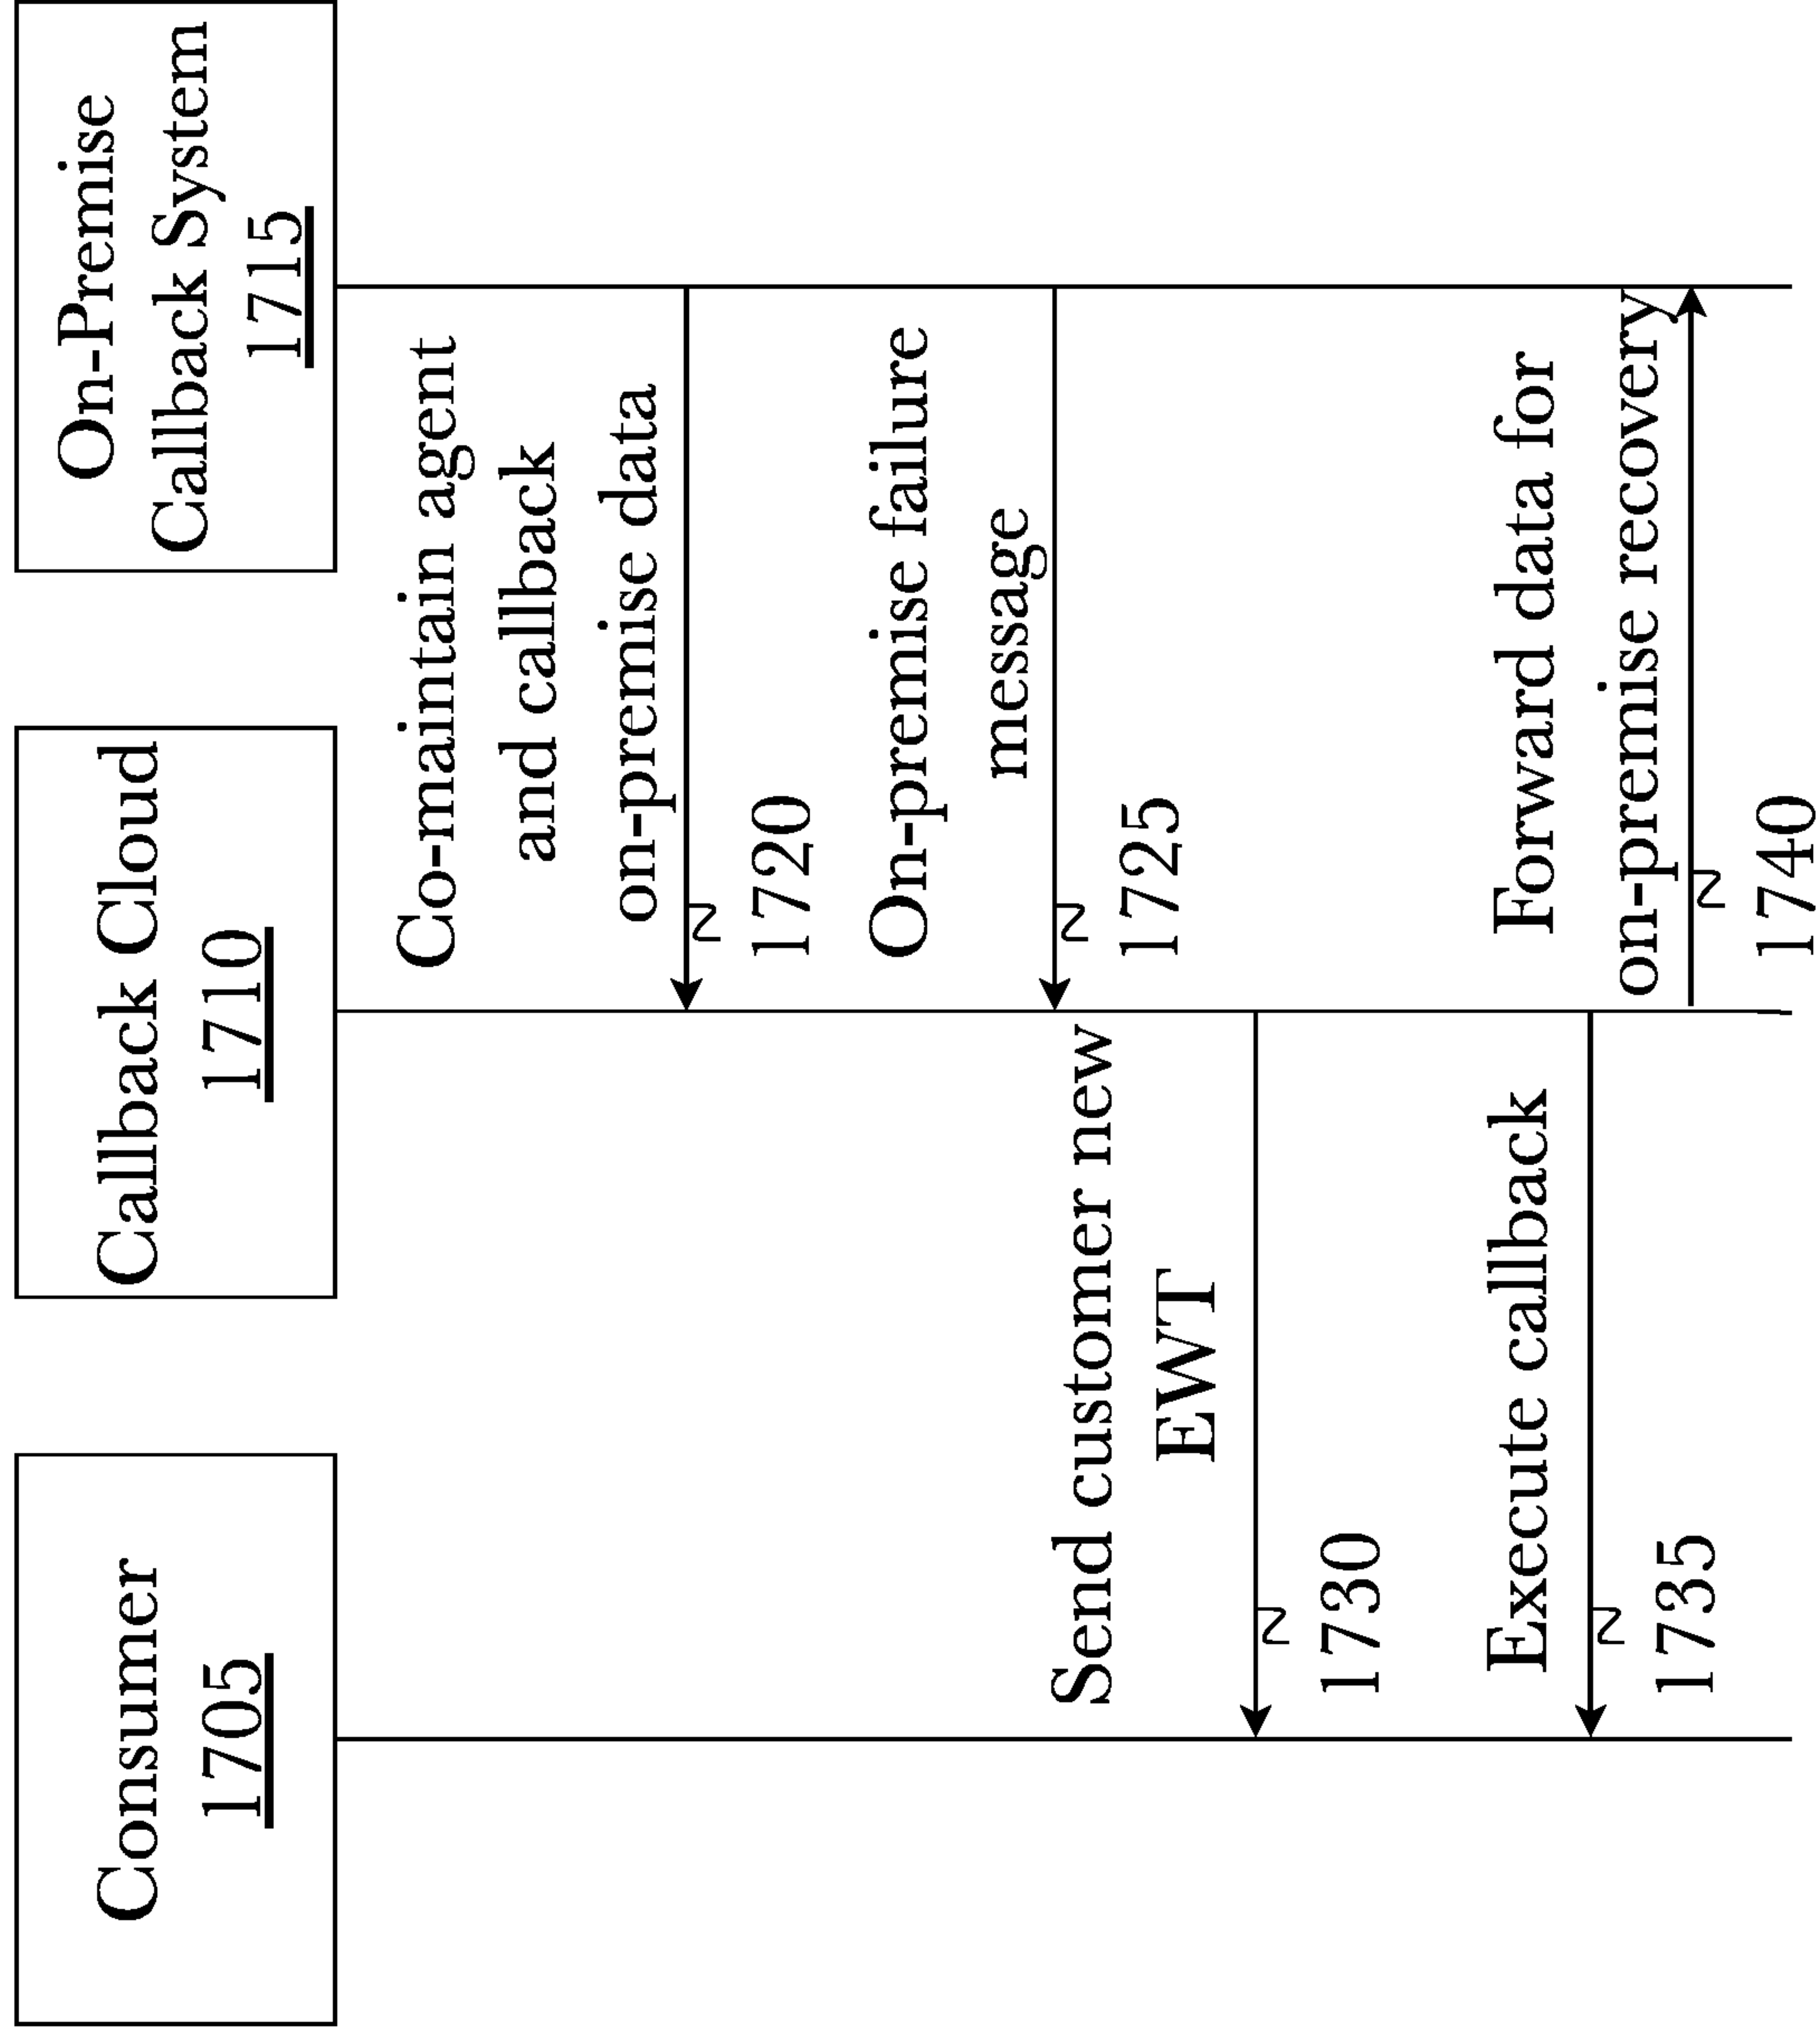 Consumer
1705
Callback Cloud
1710
On-Premise
Callback System
1715
Co-maintain agent
and callback
on-premise data
1720
On-premise failure
message
1725
Send customer new
EWT
1730
Execute callback
1735
Forward data for
on-premise recovery
1740